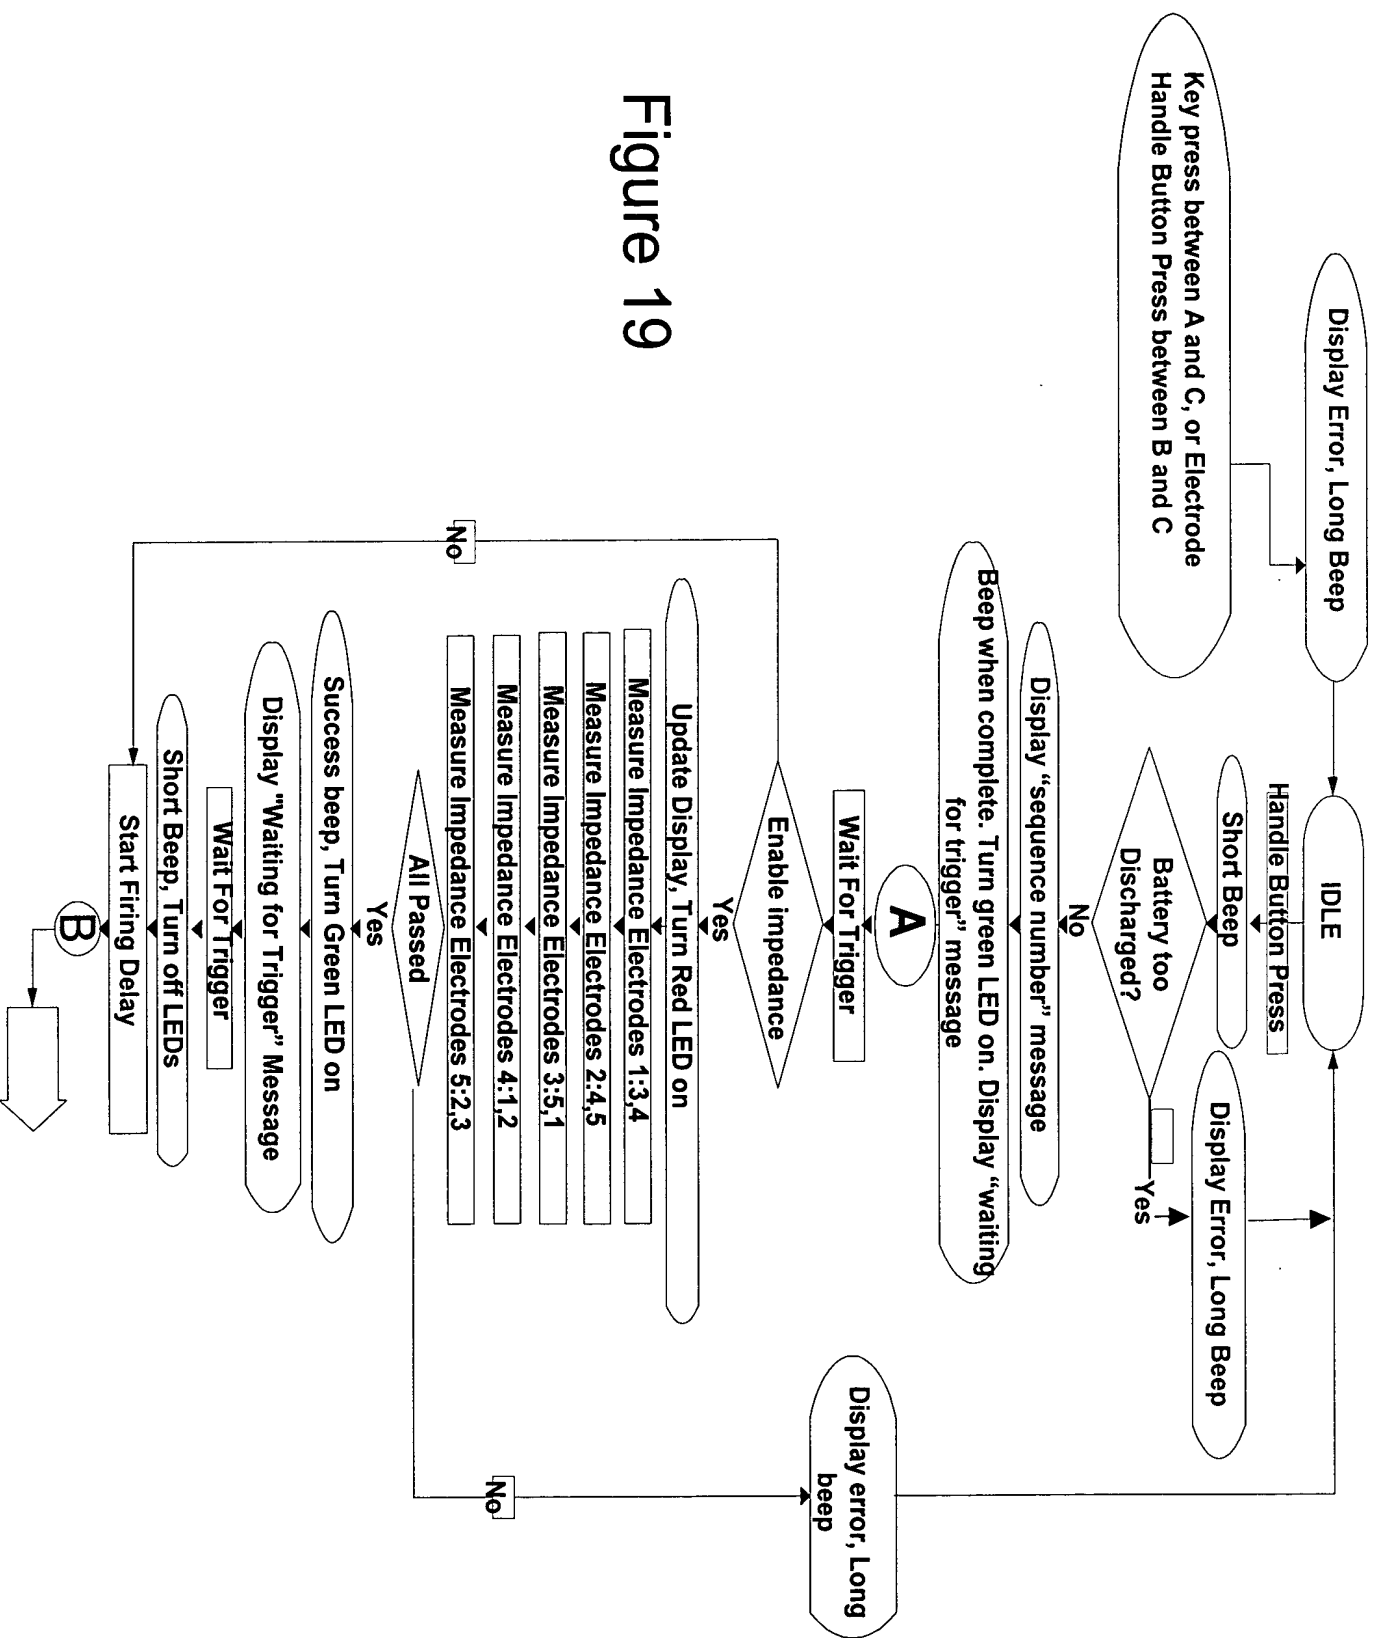 Display Error, Long Beep
Key press between A and C, or Electrode
Handle Button Press between B and C
IDLE
Handle Button Press
Short Beep
Battery too
Discharged?
Yes
Display Error, Long Beep
No
Display “sequence number” message
Beep when complete. Turn green LED on. Display “waiting
for trigger” message
A
Wait For Trigger
Enable impedance
No
Yes
Update Display, Turn Red LED on
Measure Impedance Electrodes 1:3,4
Measure Impedance Electrodes 2:4,5
Measure Impedance Electrodes 3:5,1
Measure Impedance Electrodes 4:1,2
Measure Impedance Electrodes 5:2,3
All Passed
No
Display error, Long
beep
Yes
Success beep, Turn Green LED on
Display "Waiting for Trigger" Message
Wait For Trigger
Short Beep, Turn off LEDs
Start Firing Delay
B
Figure 19